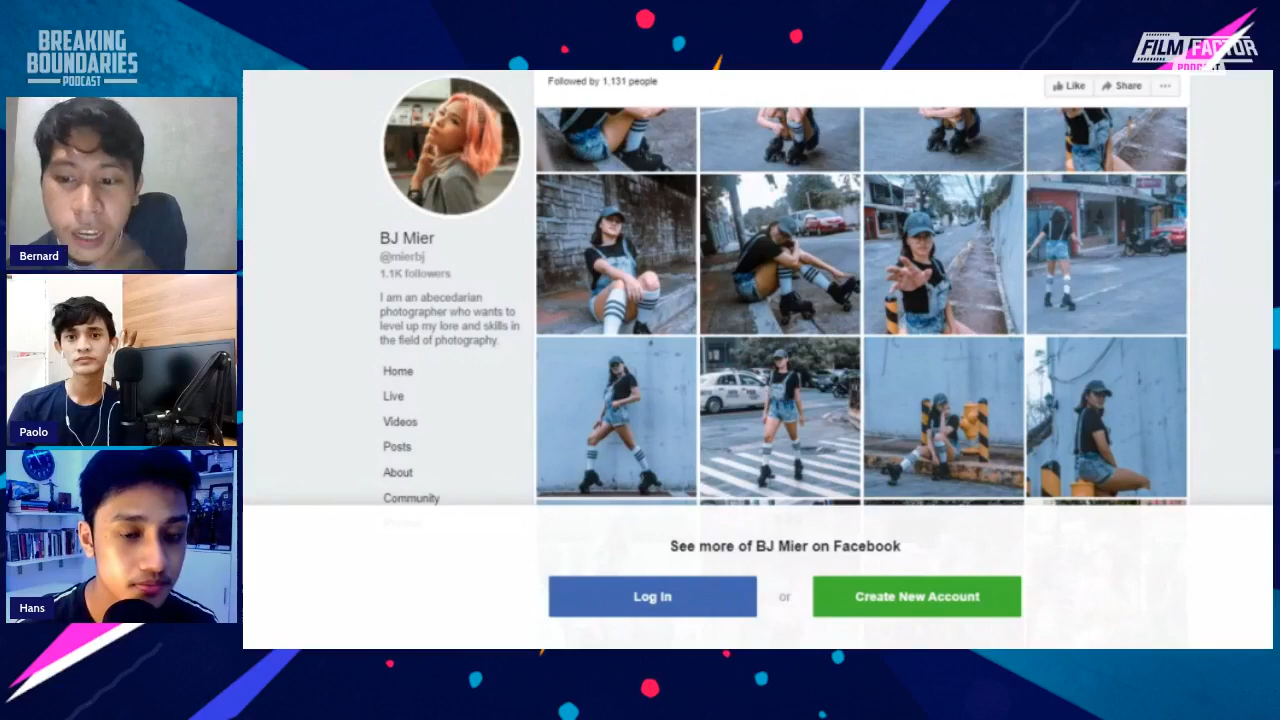 BREAKING
BOUNDARIES
PODCAST
FILM FACTOR
PODCAST
Bernard
Paolo
Hans
Followed by 1,131 people
Like
Share
BJ Mier
@mierbj
1.1K followers
I am an abecedarian
photographer who wants to
level up my lore and skills in
the field of photography.
Home
Live
Videos
Posts
About
Community
See more of BJ Mier on Facebook
Log In
or
Create New Account